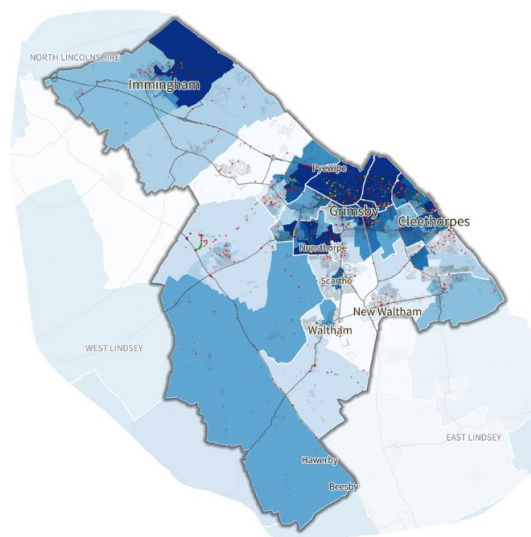 NORTH LINCOLNSHIRE
Immingham
Pyewipe
Grimsby
Cleethorpes
Nunsthorpe
Scartho
New Waltham
Waltham
WEST LINDSEY
EAST LINDSEY
Hawerby
Beesby